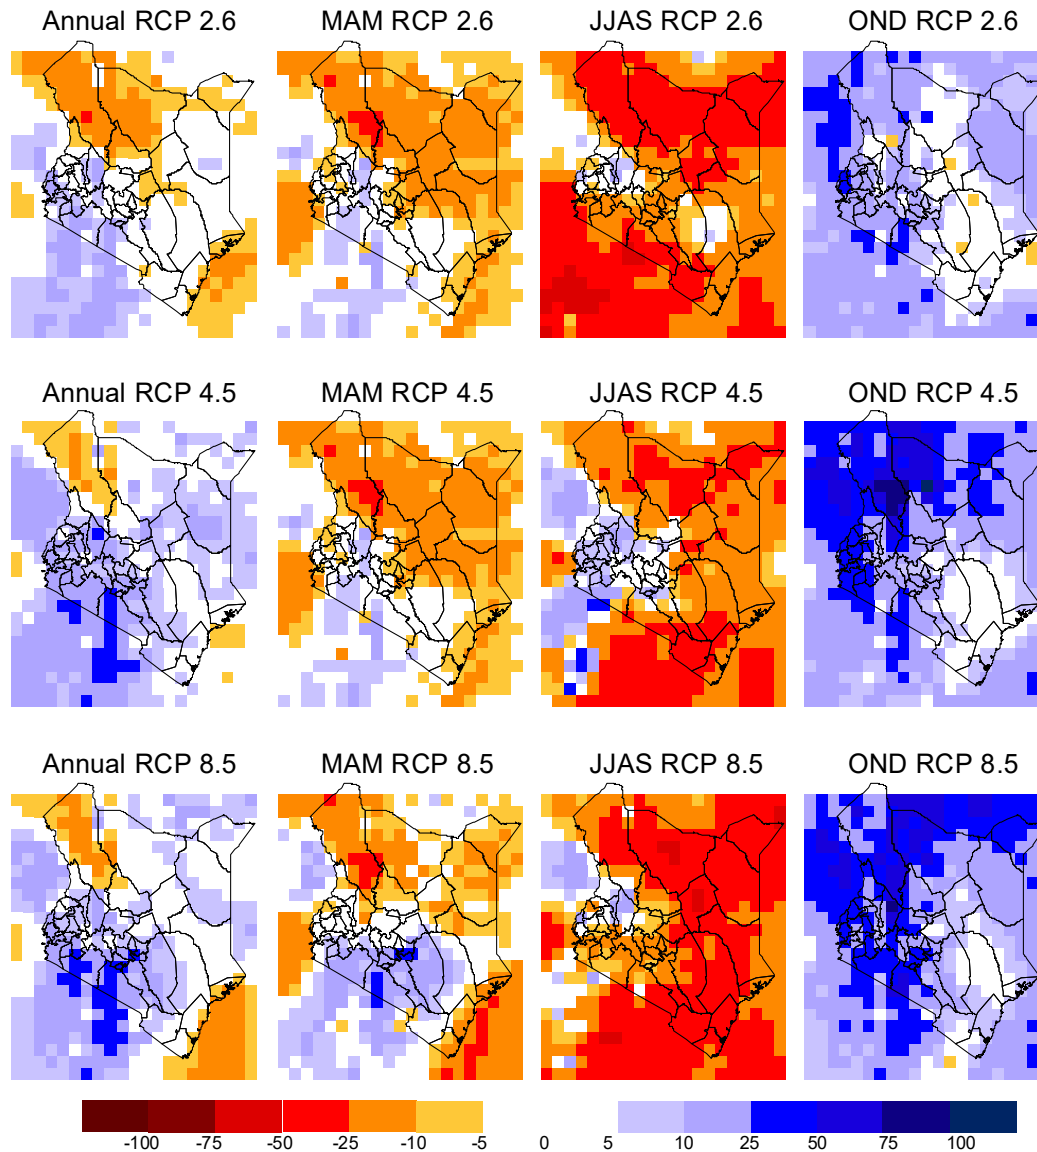 Annual RCP 2.6 MAM RCP 2.6 JJAS RCP 2.6 OND RCP 2.6
Annual RCP 4.5 MAM RCP 4.5 JJAS RCP 4.5 OND RCP 4.5
Annual RCP 8.5 MAM RCP 8.5 JJAS RCP 8.5 OND RCP 8.5
-100 -75 -50 -25 -10 -5 0 5 10 25 50 75 100